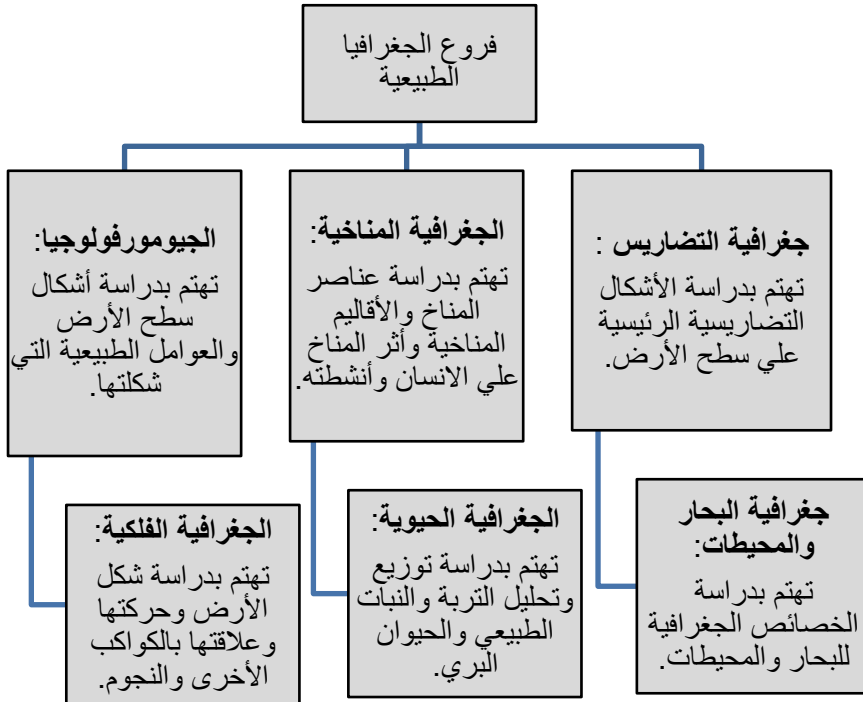 فروع الجغرافيا
الطبيعية
جغرافية التضاريس :
تهتم بدراسة الأشكال
التضاريسية الرئيسية
علي سطح الأرض.
الجغرافية المناخية:
تهتم بدراسة عناصر
المناخ والأقاليم
المناخية وأثر المناخ
علي الانسان وأنشطته.
الجيومورفولوجيا:
تهتم بدراسة أشكال
سطح الأرض
والعوامل الطبيعية التي
شكلتها.
جغرافية البحار
والمحيطات:
تهتم بدراسة
الخصائص الجغرافية
للبحار والمحيطات.
الجغرافية الحيوية:
تهتم بدراسة توزيع
وتحليل التربة والنبات
الطبيعي والحيوان
البري.
الجغرافية الفلكية:
تهتم بدراسة شكل
الأرض وحركتها
وعلاقتها بالكواكب
الأخرى والنجوم.